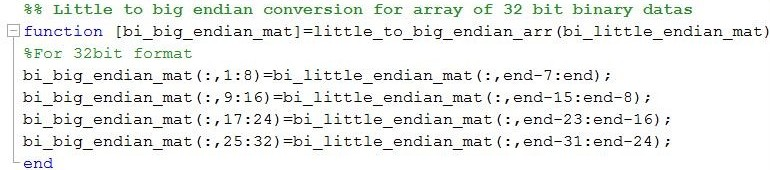 %% Little to big endian conversion for array of 32 bit binary datas
function [bi_big_endian_mat]=little_to_big_endian_arr(bi_little_endian_mat)
%For 32bit format
bi_big_endian_mat(:,1:8)=bi_little_endian_mat(:,end-7:end);
bi_big_endian_mat(:,9:16)=bi_little_endian_mat(:,end-15:end-8);
bi_big_endian_mat(:,17:24)=bi_little_endian_mat(:,end-23:end-16);
bi_big_endian_mat(:,25:32)=bi_little_endian_mat(:,end-31:end-24);
end